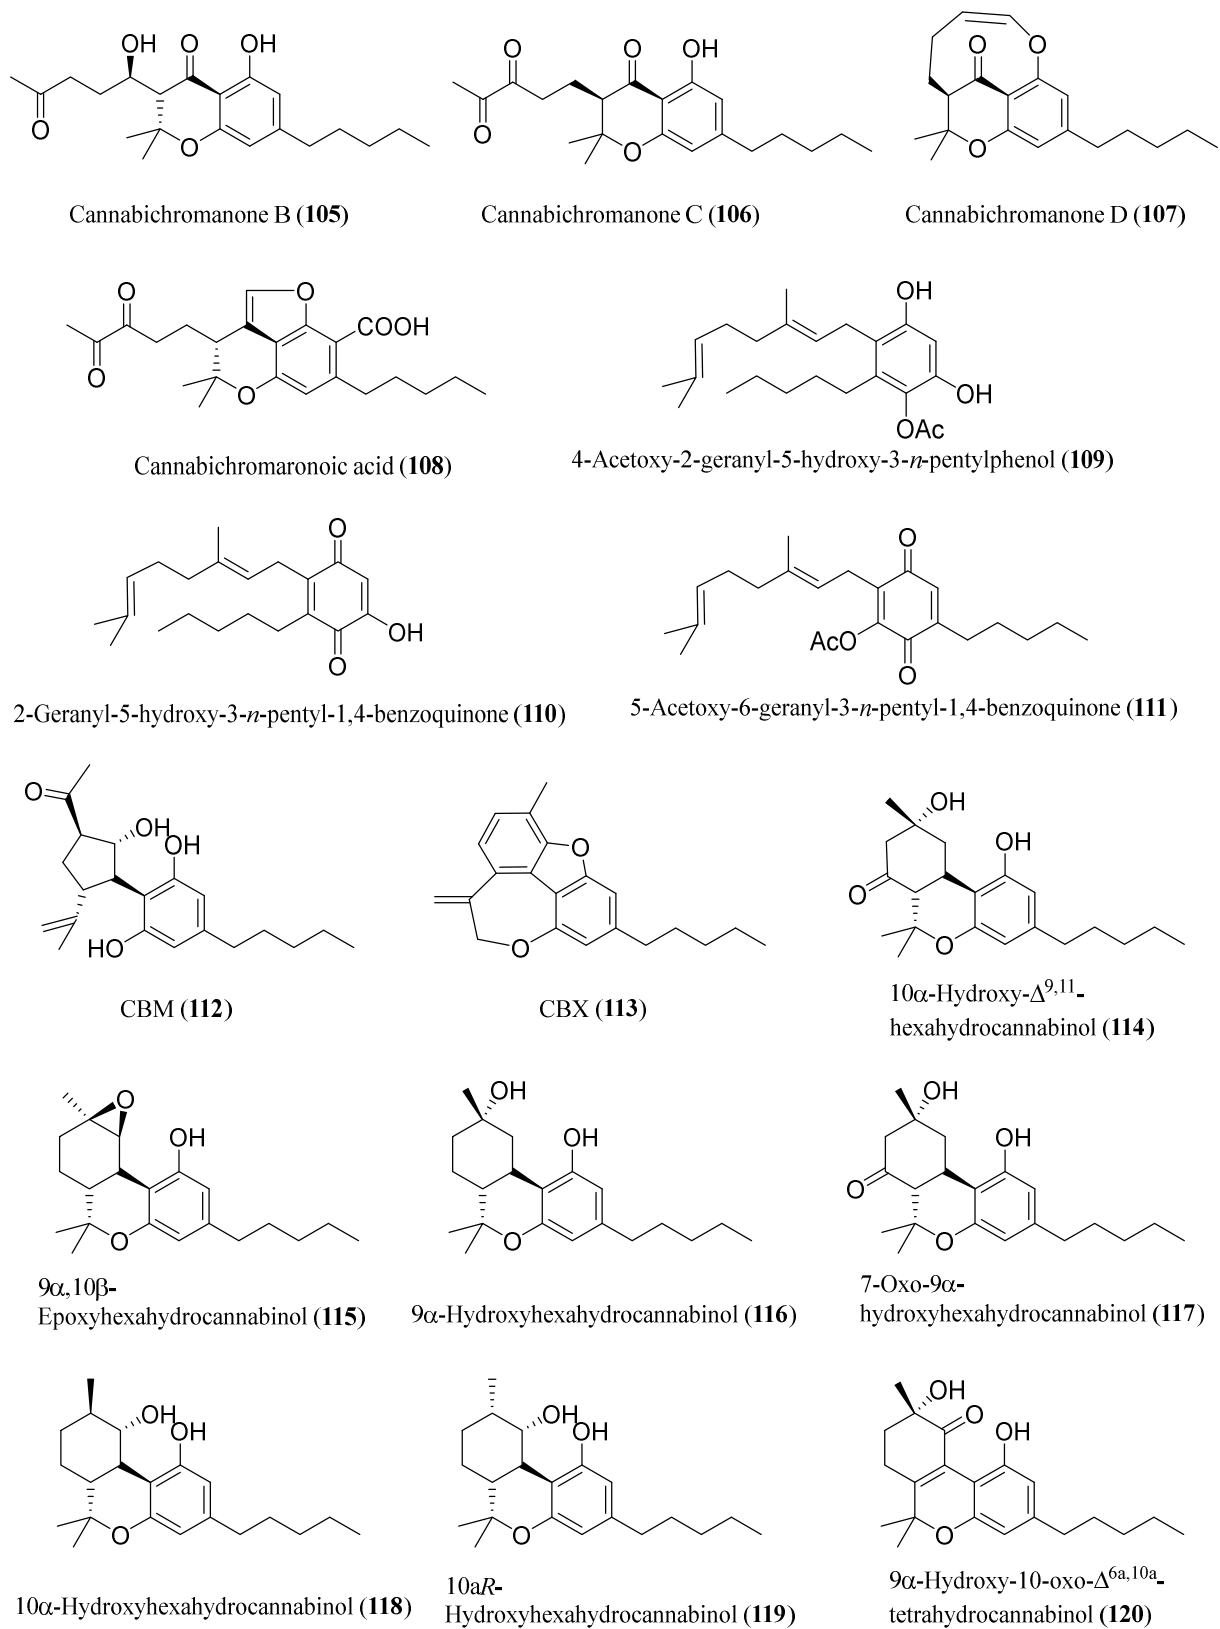 OH O OH
O
O
Cannabichromanone B (105)
O O OH
O
O
Cannabichromanone C (106)
O O
O
Cannabichromanone D (107)
O O
COOH
O
O
Cannabichromaronoic acid (108)
OH
OH
OAc
4-Acetoxy-2-geranyl-5-hydroxy-3-n-pentylphenol (109)
O
OH
O
2-Geranyl-5-hydroxy-3-n-pentyl-1,4-benzoquinone (110)
O
AcO
O
5-Acetoxy-6-geranyl-3-n-pentyl-1,4-benzoquinone (111)
O
OH
OH
HO
CBM (112)
O
O
CBX (113)
OH
OH
O
O
10α-Hydroxy-Δ9,11-
hexahydrocannabinol (114)
O
OH
O
9α,10β-
Epoxyhexahydrocannabinol (115)
OH
OH
O
9α-Hydroxyhexahydrocannabinol (116)
OH
OH
O
O
7-Oxo-9α-
hydroxyhexahydrocannabinol (117)
OH
OH
O
10α-Hydroxyhexahydrocannabinol (118)
OH
OH
O
10aR-
Hydroxyhexahydrocannabinol (119)
OH
O
OH
O
9α-Hydroxy-10-oxo-Δ6a,10a-
tetrahydrocannabinol (120)